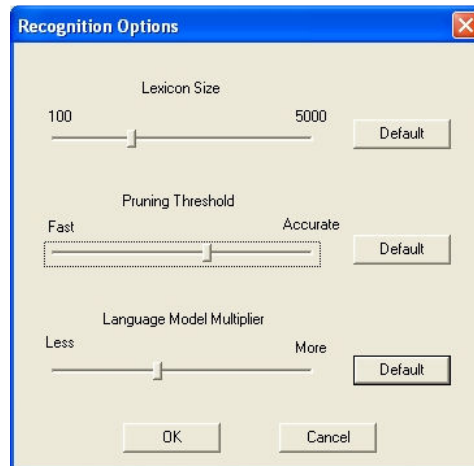 Recognition Options
Lexicon Size
100 5000
Default
Pruning Threshold
Fast Accurate
Default
Language Model Multiplier
Less More
Default
OK Cancel